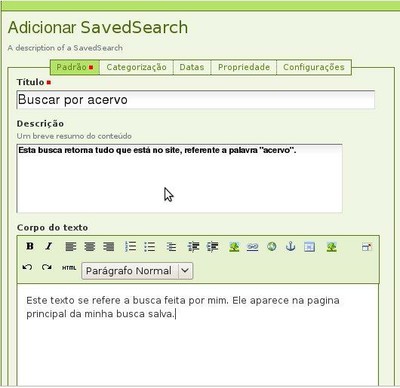 Adicionar SavedSearch
A description of a SavedSearch
Padrão Categorização Datas Propriedade Configurações
Título
Buscar por acervo
Descrição
Um breve resumo do conteúdo
Esta busca retorna tudo que está no site, referente a palavra "acervo".
Corpo do texto
B I
HTML Parágrafo Normal
Este texto se refere a busca feita por mim. Ele aparece na pagina
principal da minha busca salva.